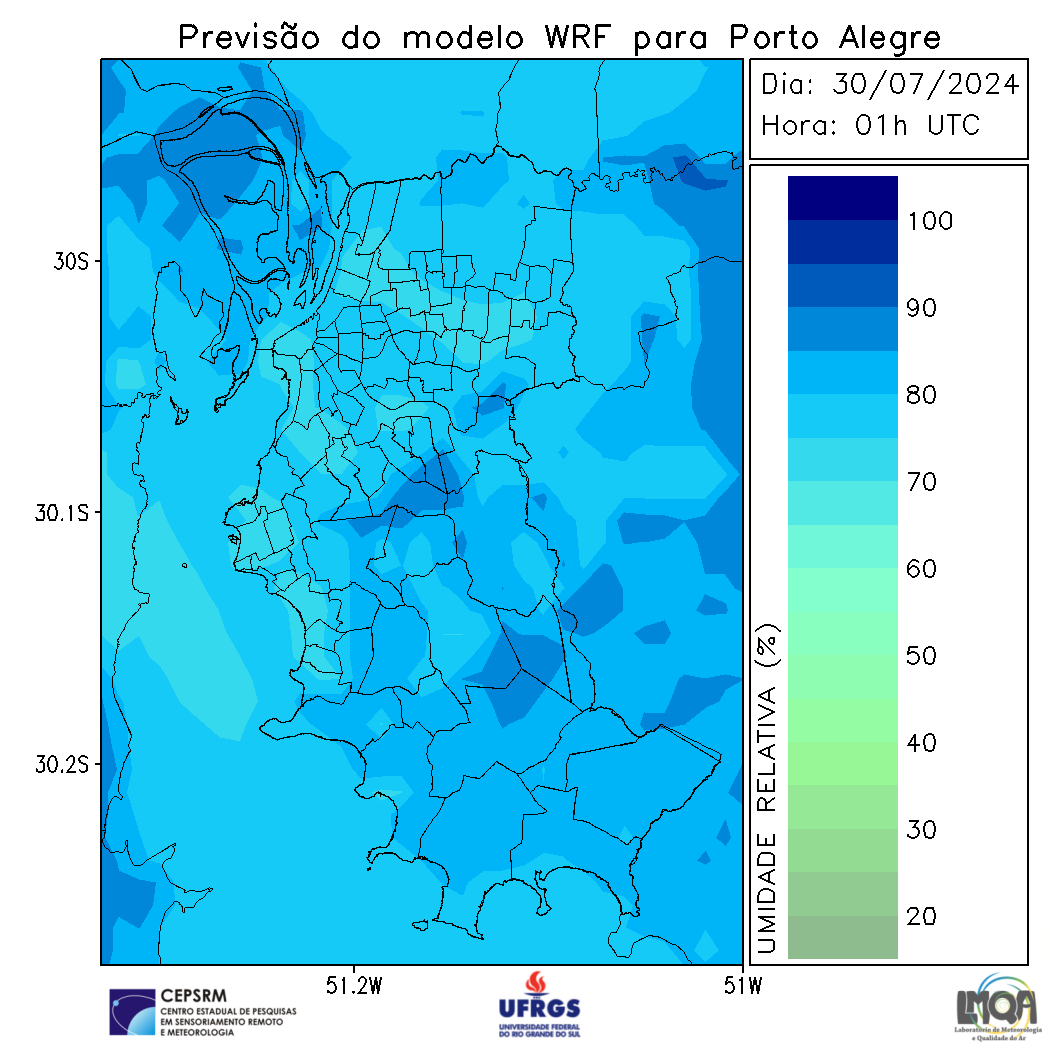 Previsão do modelo WRF para Porto Alegre
Dia: 30/07/2024
Hora: 01h UTC
100
90
80
70
60
50
40
30
20
UMIDADE RELATIVA (%)
30S
30.1S
30.2S
51.2W
51W
CEPSRM
CENTRO ESTADUAL DE PESQUISAS
EM SENSORIAMENTO REMOTO
E METEOROLOGIA
UFRGS
UNIVERSIDADE FEDERAL
DO RIO GRANDE DO SUL
LMQA
Laboratório de Meteorologia
e Qualidade do Ar